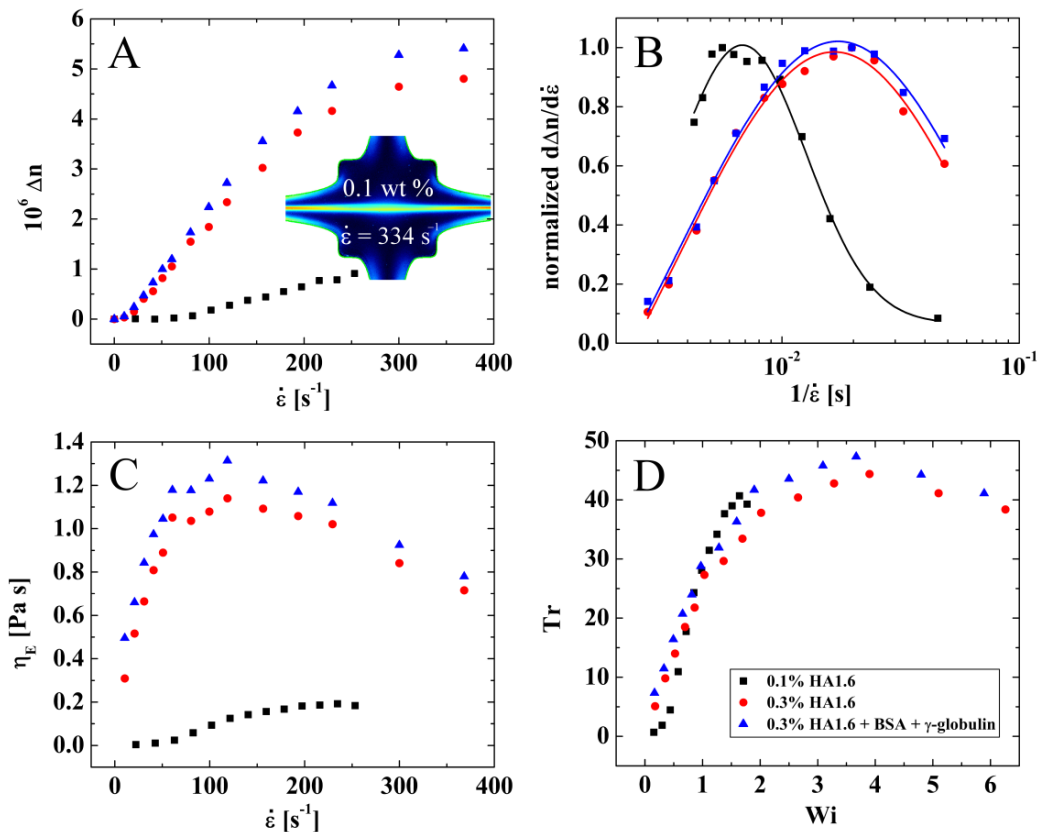 A
6
5
4
3
2
1
0
10⁶ Δn
0.1 wt %
ε̇ = 334 s⁻¹
0 100 200 300 400
ε̇ [s⁻¹]
B
1.0
0.8
0.6
0.4
0.2
0.0
normalized dΔn/dε̇
10⁻² 10⁻¹
1/ε̇ [s]
C
1.4
1.2
1.0
0.8
0.6
0.4
0.2
0.0
η_E [Pa s]
0 100 200 300 400
ε̇ [s⁻¹]
D
50
40
30
20
10
0
Tr
0.1% HA1.6
0.3% HA1.6
0.3% HA1.6 + BSA + γ-globulin
0 1 2 3 4 5 6
Wi